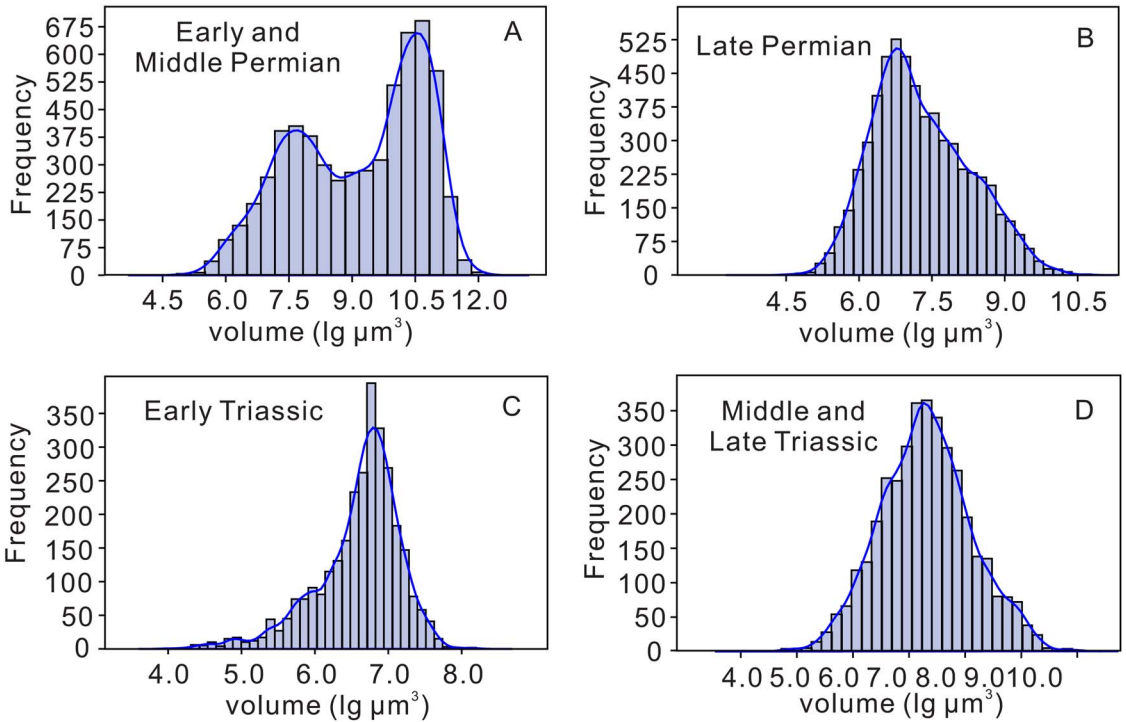 A
Early and
Middle Permian
Frequency
675
600
525
450
375
300
225
150
75
0
4.5 6.0 7.5 9.0 10.5 12.0
volume (lg μm³)
B
Late Permian
Frequency
525
450
375
300
225
150
75
0
4.5 6.0 7.5 9.0 10.5
volume (lg μm³)
C
Early Triassic
Frequency
350
300
250
200
150
100
50
0
4.0 5.0 6.0 7.0 8.0
volume (lg μm³)
D
Middle and
Late Triassic
Frequency
350
300
250
200
150
100
50
0
4.0 5.0 6.0 7.0 8.0 9.0 10.0
volume (lg μm³)